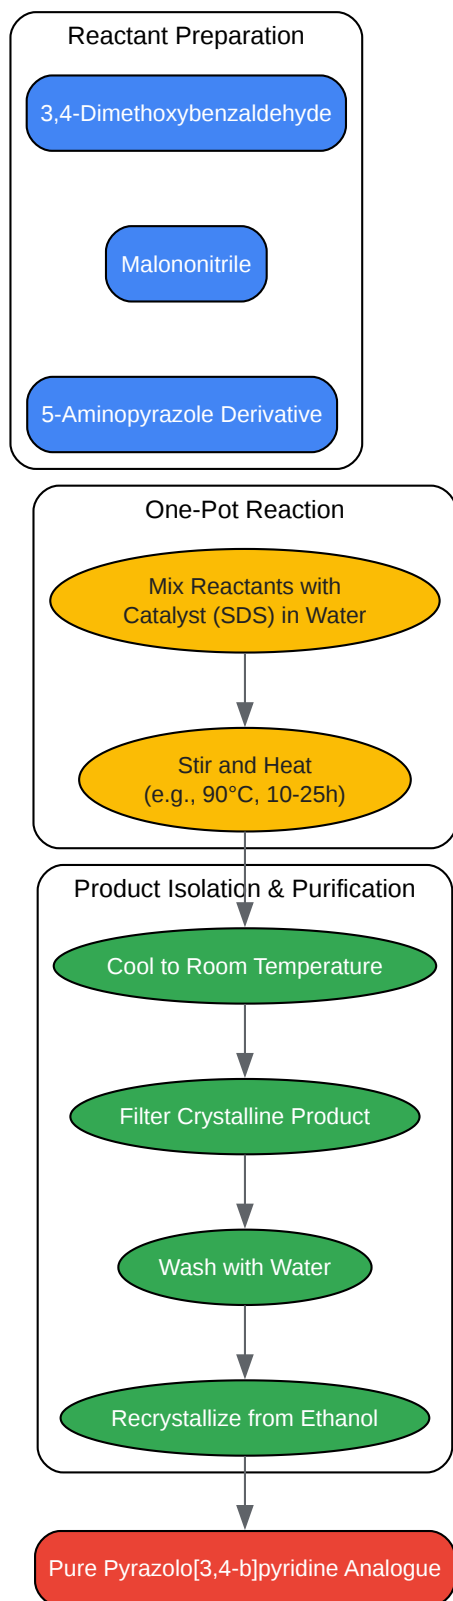 Reactant Preparation
3,4-Dimethoxybenzaldehyde
Malononitrile
5-Aminopyrazole Derivative
One-Pot Reaction
Mix Reactants with
Catalyst (SDS) in Water
Stir and Heat
(e.g., 90°C, 10-25h)
Product Isolation & Purification
Cool to Room Temperature
Filter Crystalline Product
Wash with Water
Recrystallize from Ethanol
Pure Pyrazolo[3,4-b]pyridine Analogue